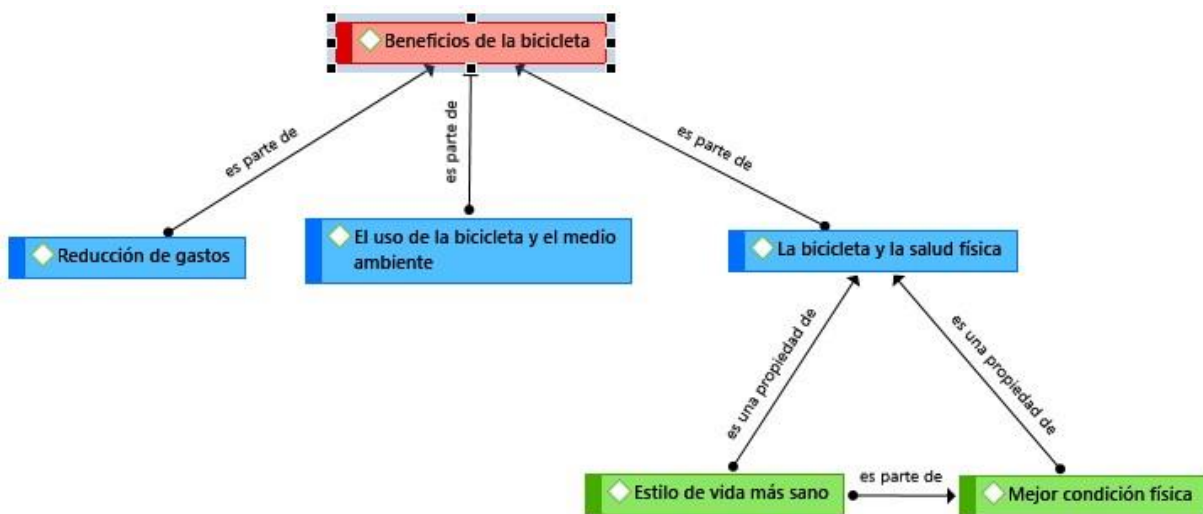 Beneficios de la bicicleta
es parte de
es parte de
es parte de
Reducción de gastos
El uso de la bicicleta y el medio
ambiente
La bicicleta y la salud física
es una propiedad de
es una propiedad de
Estilo de vida más sano
es parte de
Mejor condición física